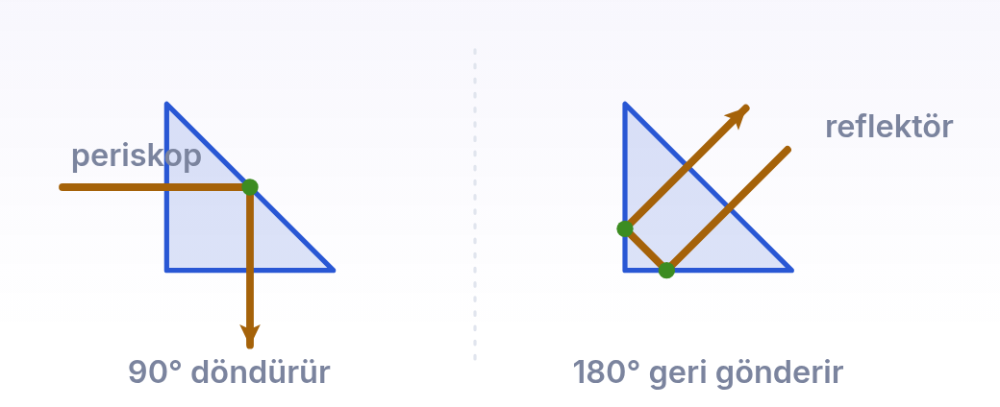 periskop
90° döndürür
reflektör
180° geri gönderir